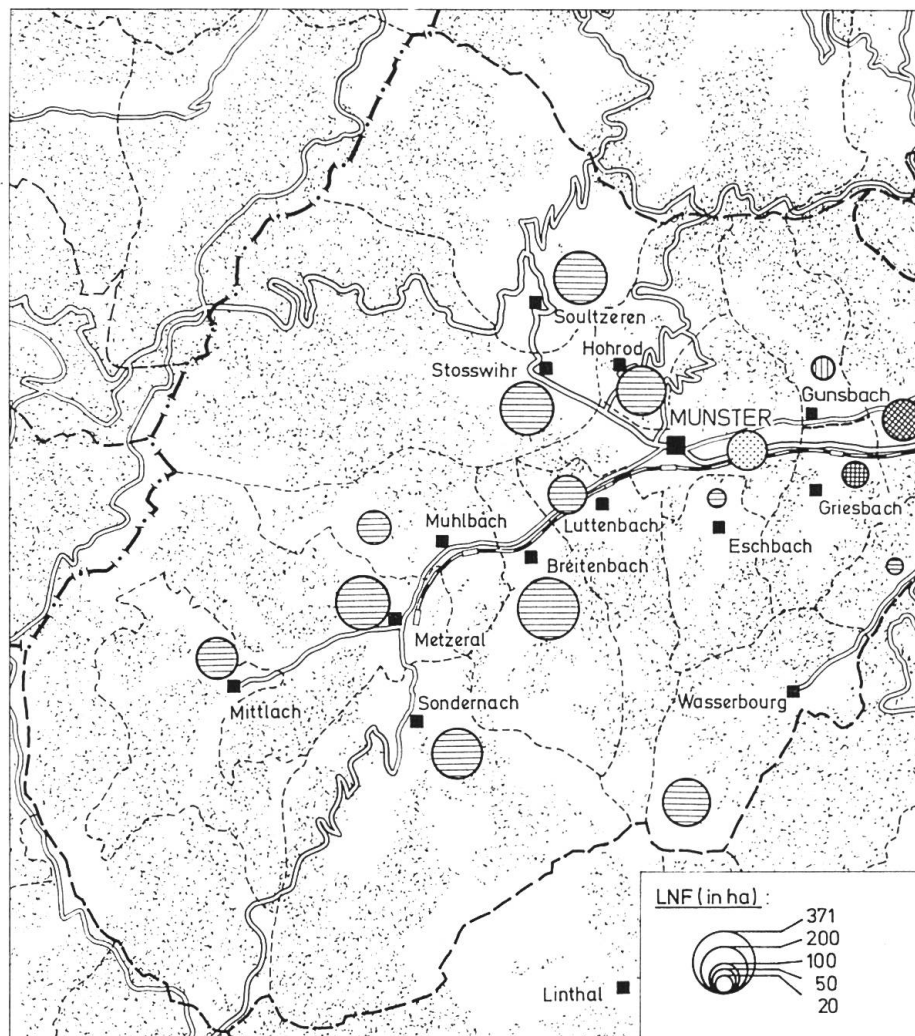 Soultzeren
Hohrod
Stosswihr
Gunsbach
MUNSTER
Griesbach
Luttenbach
Muhlbach
Eschbach
Breitenbach
Metzeral
Wasserbourg
Sondernach
Mittlach
LNF (in ha) :
371
200
100
50
20
Linthal